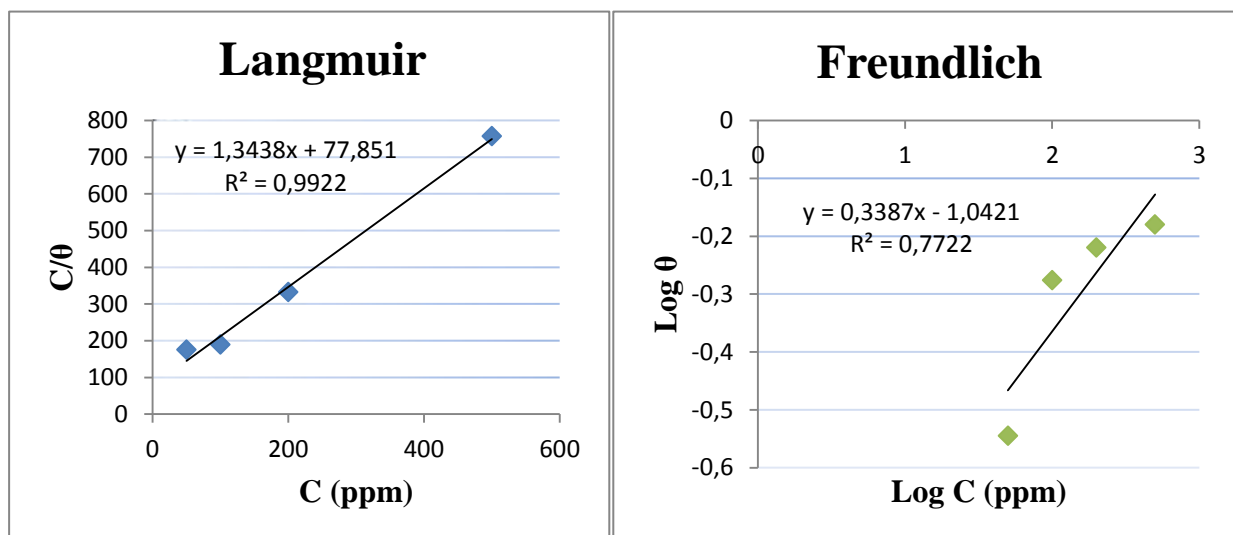 Langmuir
800
700
600
500
400
300
200
100
0
y = 1,3438x + 77,851
R² = 0,9922
C/θ
0
200
400
600
C (ppm)
Freundlich
0
-0,1
-0,2
-0,3
-0,4
-0,5
-0,6
0
1
2
3
y = 0,3387x - 1,0421
R² = 0,7722
Log θ
Log C (ppm)